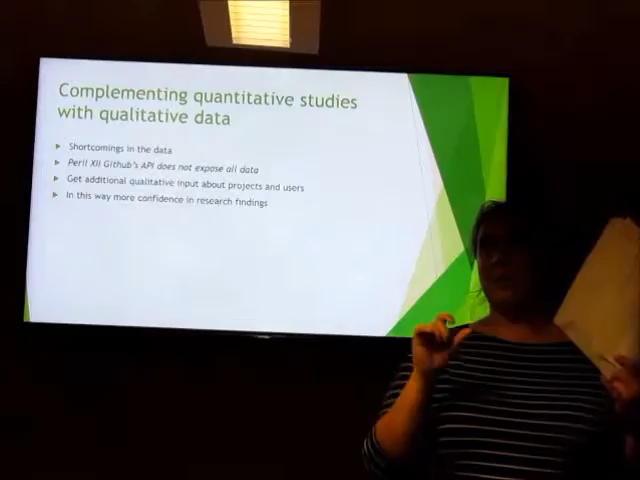 Complementing quantitative studies
with qualitative data
Shortcomings in the data
Peril XII Github's API does not expose all data
Get additional qualitative input about projects and users
In this way more confidence in research findings